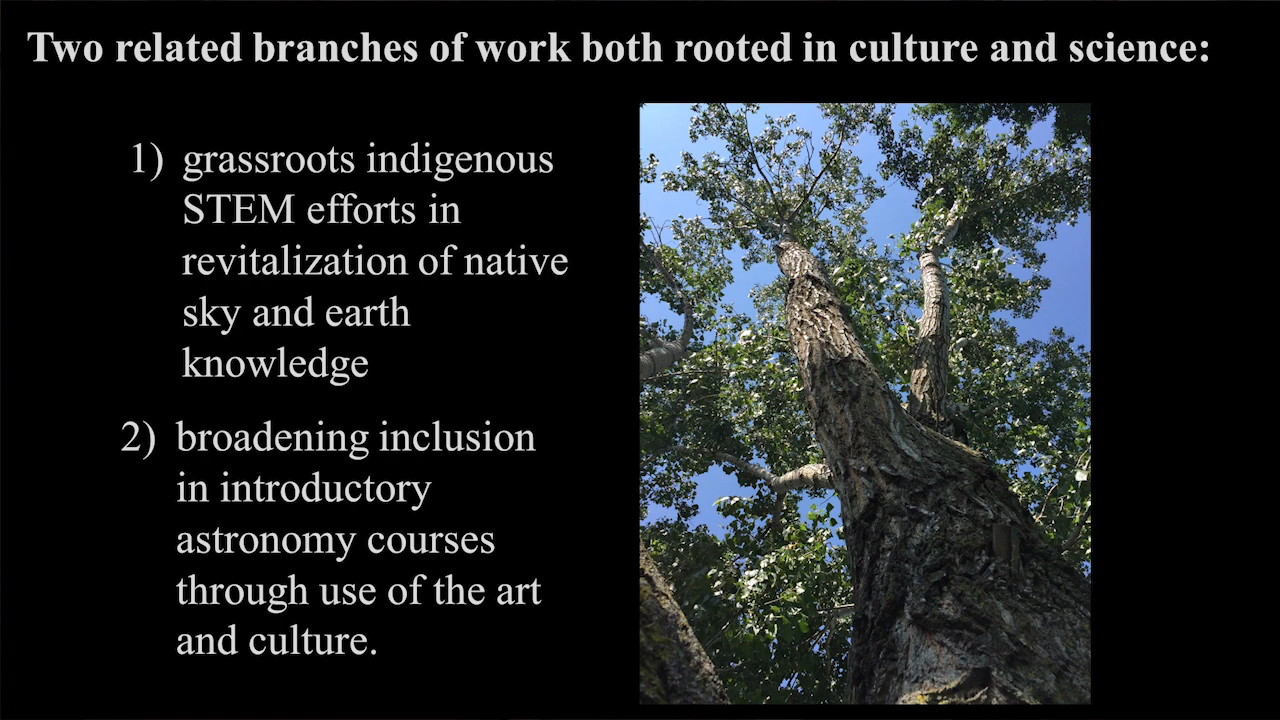 Two related branches of work both rooted in culture and science:
1) grassroots indigenous
STEM efforts in
revitalization of native
sky and earth
knowledge
2) broadening inclusion
in introductory
astronomy courses
through use of the art
and culture.